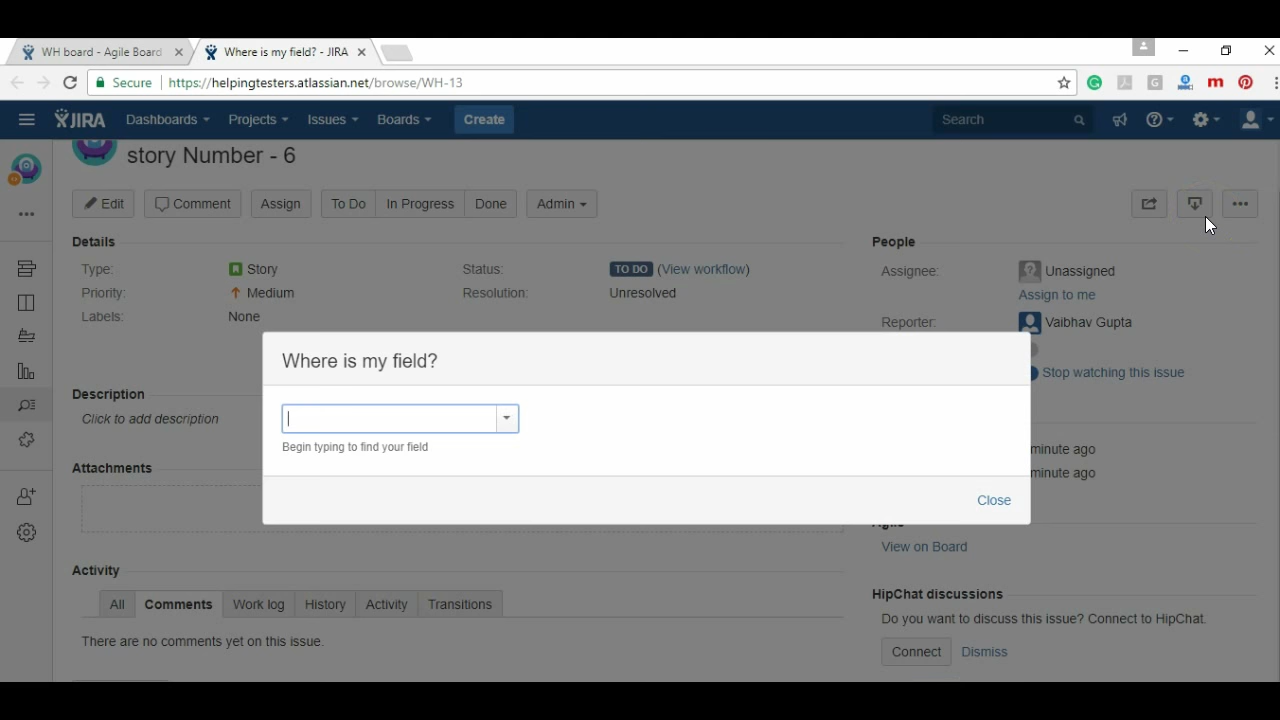 WH board - Agile Board
Where is my field? - JIRA
Secure
https://helpingtesters.atlassian.net/browse/WH-13
JIRA
Dashboards
Projects
Issues
Boards
Create
Search
story Number - 6
Edit
Comment
Assign
To Do
In Progress
Done
Admin
Details
Type:
Story
Status:
TO DO (View workflow)
Priority:
Medium
Resolution:
Unresolved
Labels:
None
People
Assignee:
Unassigned
Assign to me
Reporter:
Vaibhav Gupta
Stop watching this issue
Where is my field?
Begin typing to find your field
Close
Description
Click to add description
Attachments
minute ago
minute ago
Agile
View on Board
Activity
All
Comments
Work log
History
Activity
Transitions
There are no comments yet on this issue.
HipChat discussions
Do you want to discuss this issue? Connect to HipChat.
Connect
Dismiss